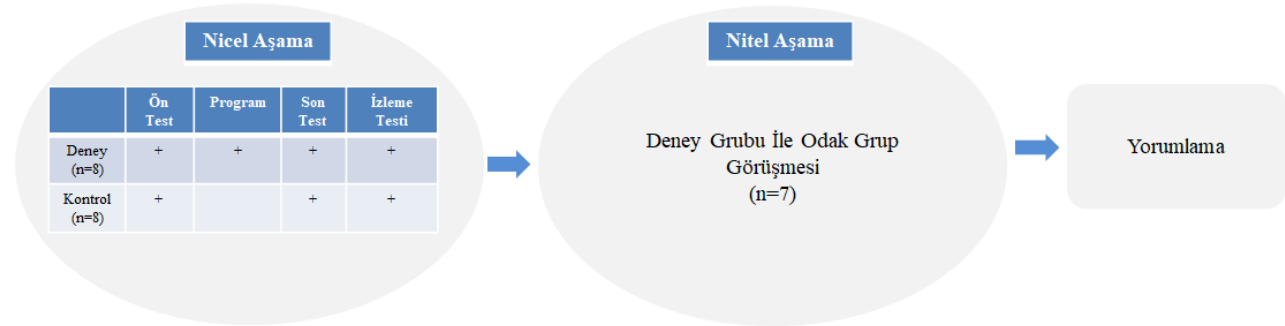 Nicel Aşama
Ön Test Program Son Test İzleme Testi
Deney (n=8) + + + +
Kontrol (n=8) + + +
Nitel Aşama
Deney Grubu İle Odak Grup
Görüşmesi
(n=7)
Yorumlama